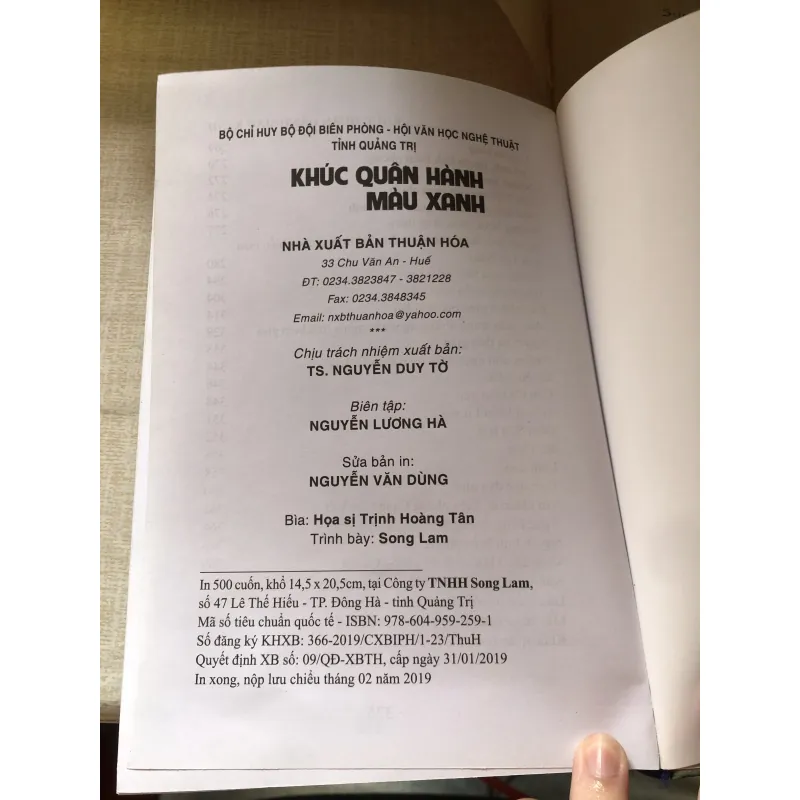 BỘ CHỈ HUY BỘ ĐỘI BIÊN PHÒNG - HỘI VĂN HỌC NGHỆ THUẬT
TỈNH QUẢNG TRỊ
KHÚC QUÂN HÀNH
MÀU XANH
NHÀ XUẤT BẢN THUẬN HÓA
33 Chu Văn An - Huế
ĐT: 0234.3823847 - 3821228
Fax: 0234.3848345
Email: nxbthuanhoa@yahoo.com
***
Chịu trách nhiệm xuất bản:
TS. NGUYỄN DUY TỜ
Biên tập:
NGUYỄN LƯƠNG HÀ
Sửa bản in:
NGUYỄN VĂN DÙNG
Bìa: Họa sị Trịnh Hoàng Tân
Trình bày: Song Lam
In 500 cuốn, khổ 14,5 x 20,5cm, tại Công ty TNHH Song Lam,
số 47 Lê Thế Hiếu - TP. Đông Hà - tỉnh Quảng Trị
Mã số tiêu chuẩn quốc tế - ISBN: 978-604-959-259-1
Số đăng ký KHXB: 366-2019/CXBIPH/1-23/ThuH
Quyết định XB số: 09/QĐ-XBTH, cấp ngày 31/01/2019
In xong, nộp lưu chiểu tháng 02 năm 2019